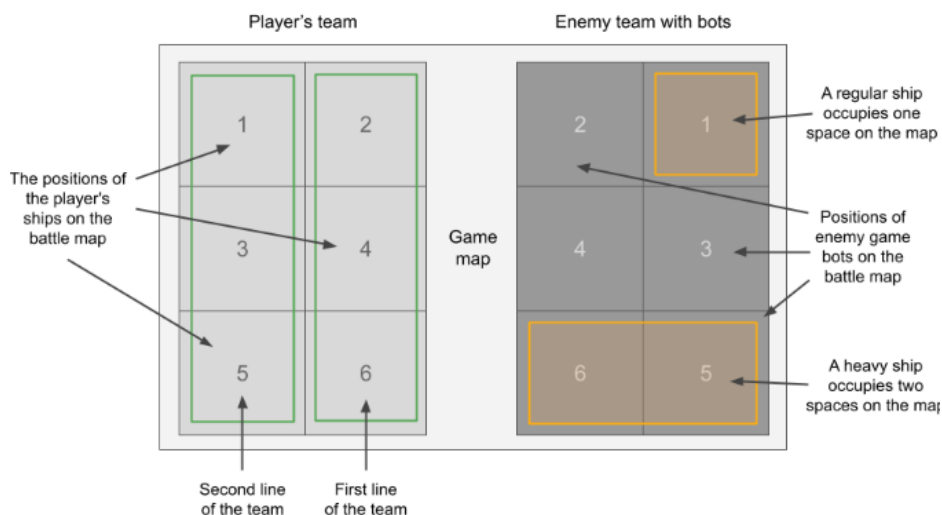 Player's team
Enemy team with bots
1
2
3
4
5
6
2
1
4
3
6
5
Game
map
The positions of
the player's
ships on the
battle map
Second line
of the team
First line
of the team
A regular ship
occupies one
space on the map
Positions of
enemy game
bots on the
battle map
A heavy ship
occupies two
spaces on the map